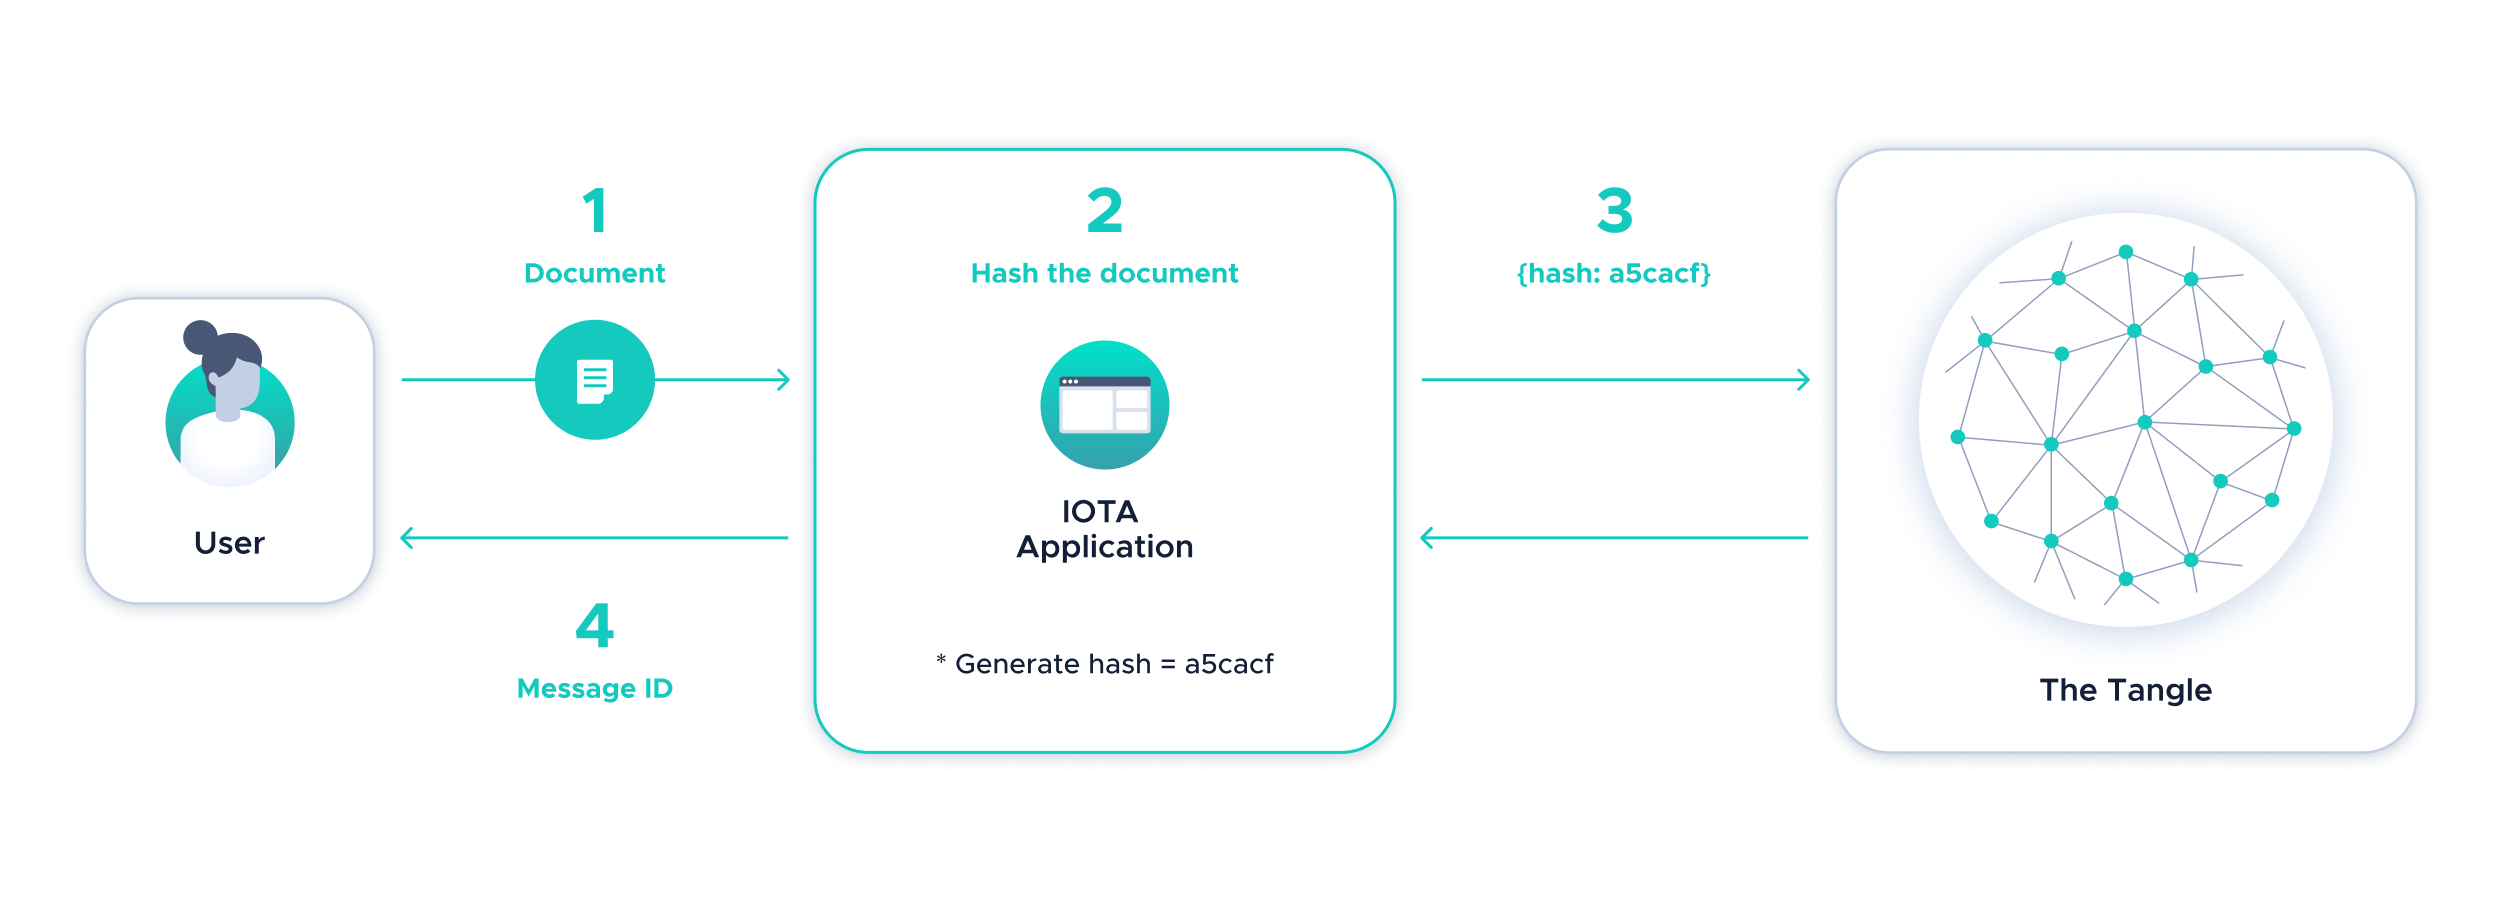 1
Document
2
Hash the document
3
{hash: a5cacf}
User
IOTA
Application
4
Message ID
* Generate hash = a5cacf
The Tangle